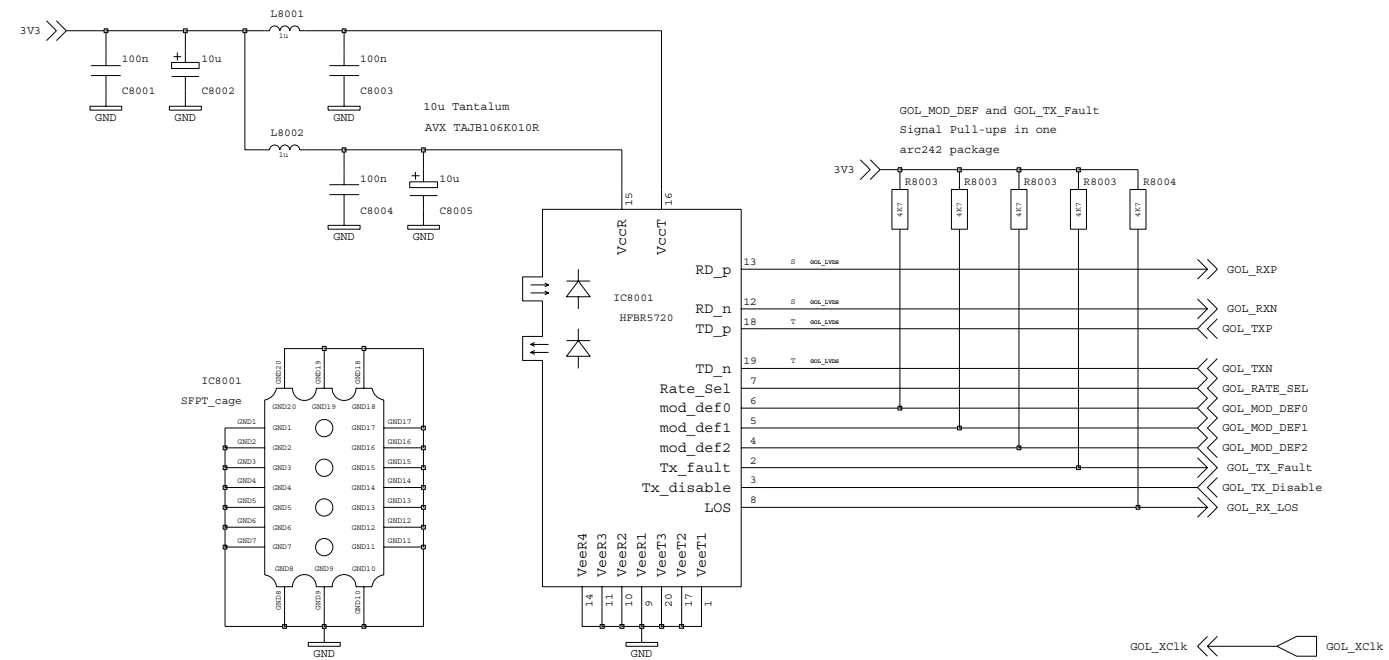 L8001
3V3
1u
100n
10u
100n
C8001
C8002
C8003
GND
GND
GND
10u Tantalum
AVX TAJB106K010R
L8002
1u
100n
10u
C8004
C8005
GND
GND
GOL_MOD_DEF and GOL_TX_Fault
Signal Pull-ups in one
arc242 package
3V3
R8003
R8003
R8003
R8003
R8004
4K7
4K7
4K7
4K7
4K7
15
16
VccR
VccT
IC8001
HFBR5720
RD_p
13
S
GOL_LVDS
GOL_RXP
RD_n
12
S
GOL_LVDS
GOL_RXN
TD_p
18
T
GOL_LVDS
GOL_TXP
TD_n
19
T
GOL_LVDS
GOL_TXN
Rate_Sel
7
GOL_RATE_SEL
mod_def0
6
GOL_MOD_DEF0
mod_def1
5
GOL_MOD_DEF1
mod_def2
4
GOL_MOD_DEF2
Tx_fault
2
GOL_TX_Fault
Tx_disable
3
GOL_TX_Disable
LOS
8
GOL_RX_LOS
VeeR4
VeeR3
VeeR2
VeeR1
VeeT3
VeeT2
VeeT1
14
11
10
9
20
17
1
GND
IC8001
SFPT_cage
GND20
GND19
GND18
GND20
GND19
GND18
GND1
GND1
GND17
GND17
GND2
GND2
GND16
GND16
GND3
GND3
GND15
GND15
GND4
GND4
GND14
GND14
GND5
GND5
GND13
GND13
GND6
GND6
GND12
GND12
GND7
GND7
GND11
GND11
GND8
GND9
GND10
GND8
GND9
GND10
GND
GOL_XClk
GOL_XClk